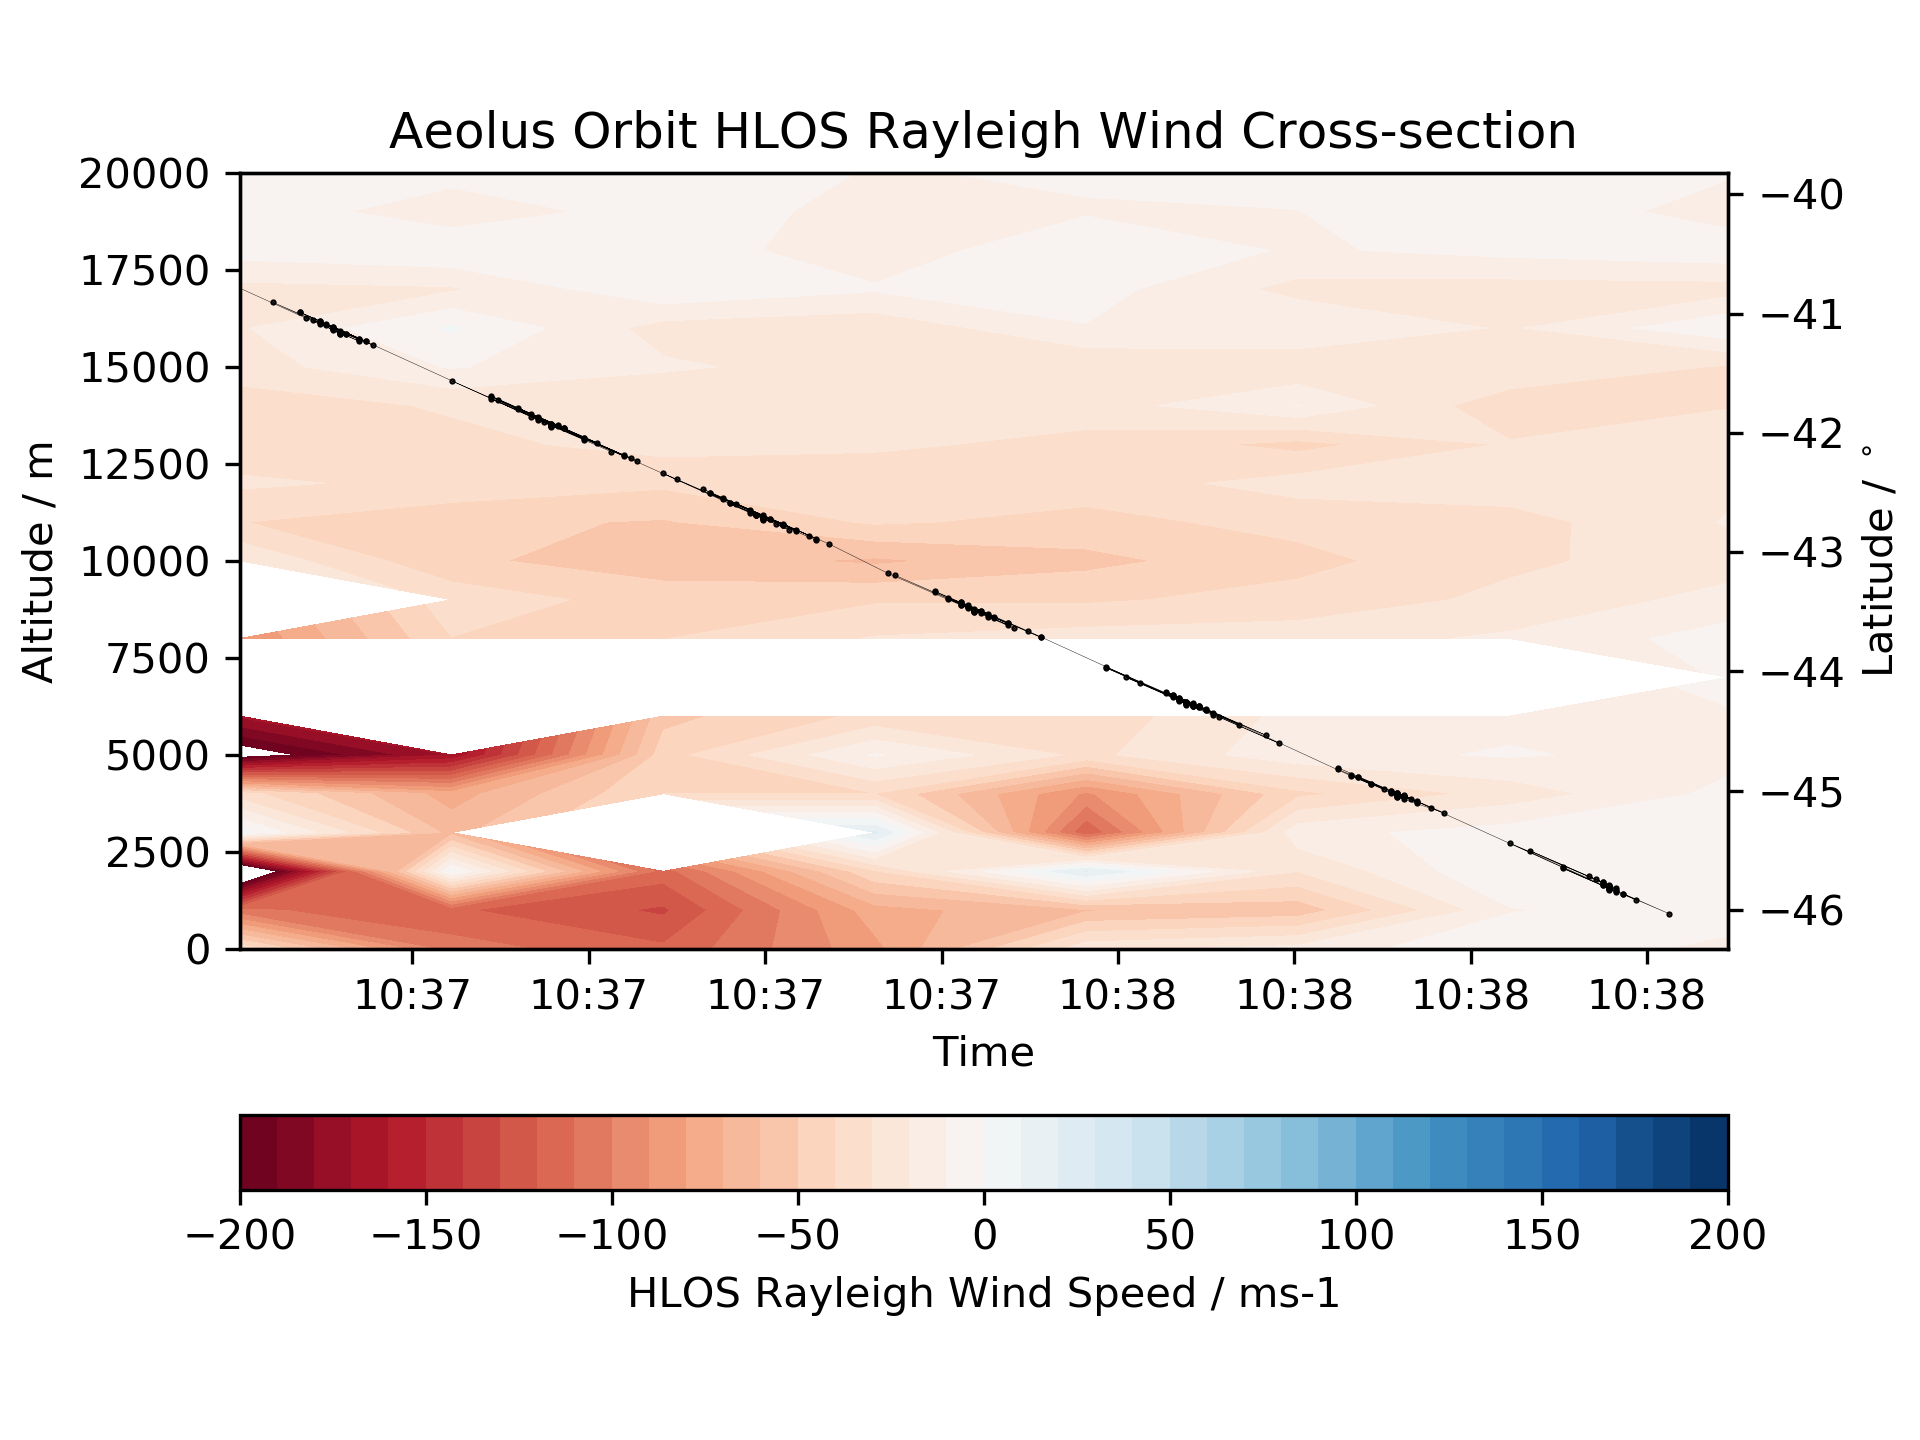 Aeolus Orbit HLOS Rayleigh Wind Cross-section
20000
17500
15000
12500
10000
7500
5000
2500
0
Altitude / m
−40
−41
−42
−43
−44
−45
−46
Latitude / °
10:37 10:37 10:37 10:37 10:38 10:38 10:38 10:38
Time
−200 −150 −100 −50 0 50 100 150 200
HLOS Rayleigh Wind Speed / ms-1